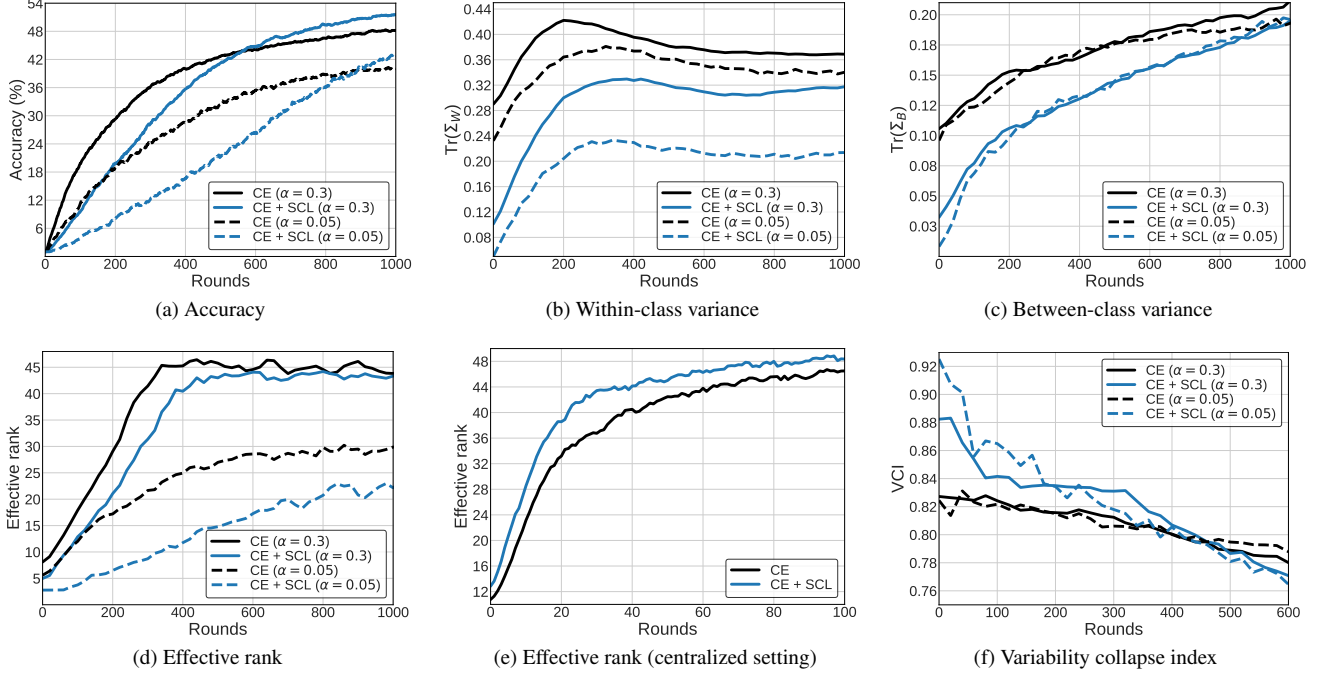 54
48
42
36
30
24
18
12
6
Accuracy (%)
CE (α = 0.3)
CE + SCL (α = 0.3)
CE (α = 0.05)
CE + SCL (α = 0.05)
0 200 400 600 800 1000
Rounds
(a) Accuracy
0.44
0.40
0.36
0.32
0.28
0.24
0.20
0.16
0.12
0.08
Tr(Σ_W)
CE (α = 0.3)
CE + SCL (α = 0.3)
CE (α = 0.05)
CE + SCL (α = 0.05)
0 200 400 600 800 1000
Rounds
(b) Within-class variance
0.20
0.18
0.15
0.12
0.10
0.08
0.05
0.03
Tr(Σ_B)
CE (α = 0.3)
CE + SCL (α = 0.3)
CE (α = 0.05)
CE + SCL (α = 0.05)
0 200 400 600 800 1000
Rounds
(c) Between-class variance
45
40
35
30
25
20
15
10
5
Effective rank
CE (α = 0.3)
CE + SCL (α = 0.3)
CE (α = 0.05)
CE + SCL (α = 0.05)
0 200 400 600 800 1000
Rounds
(d) Effective rank
48
44
40
36
32
28
24
20
16
12
Effective rank
CE
CE + SCL
0 20 40 60 80 100
Rounds
(e) Effective rank (centralized setting)
0.92
0.90
0.88
0.86
0.84
0.82
0.80
0.78
0.76
VCI
CE (α = 0.3)
CE + SCL (α = 0.3)
CE (α = 0.05)
CE + SCL (α = 0.05)
0 100 200 300 400 500 600
Rounds
(f) Variability collapse index